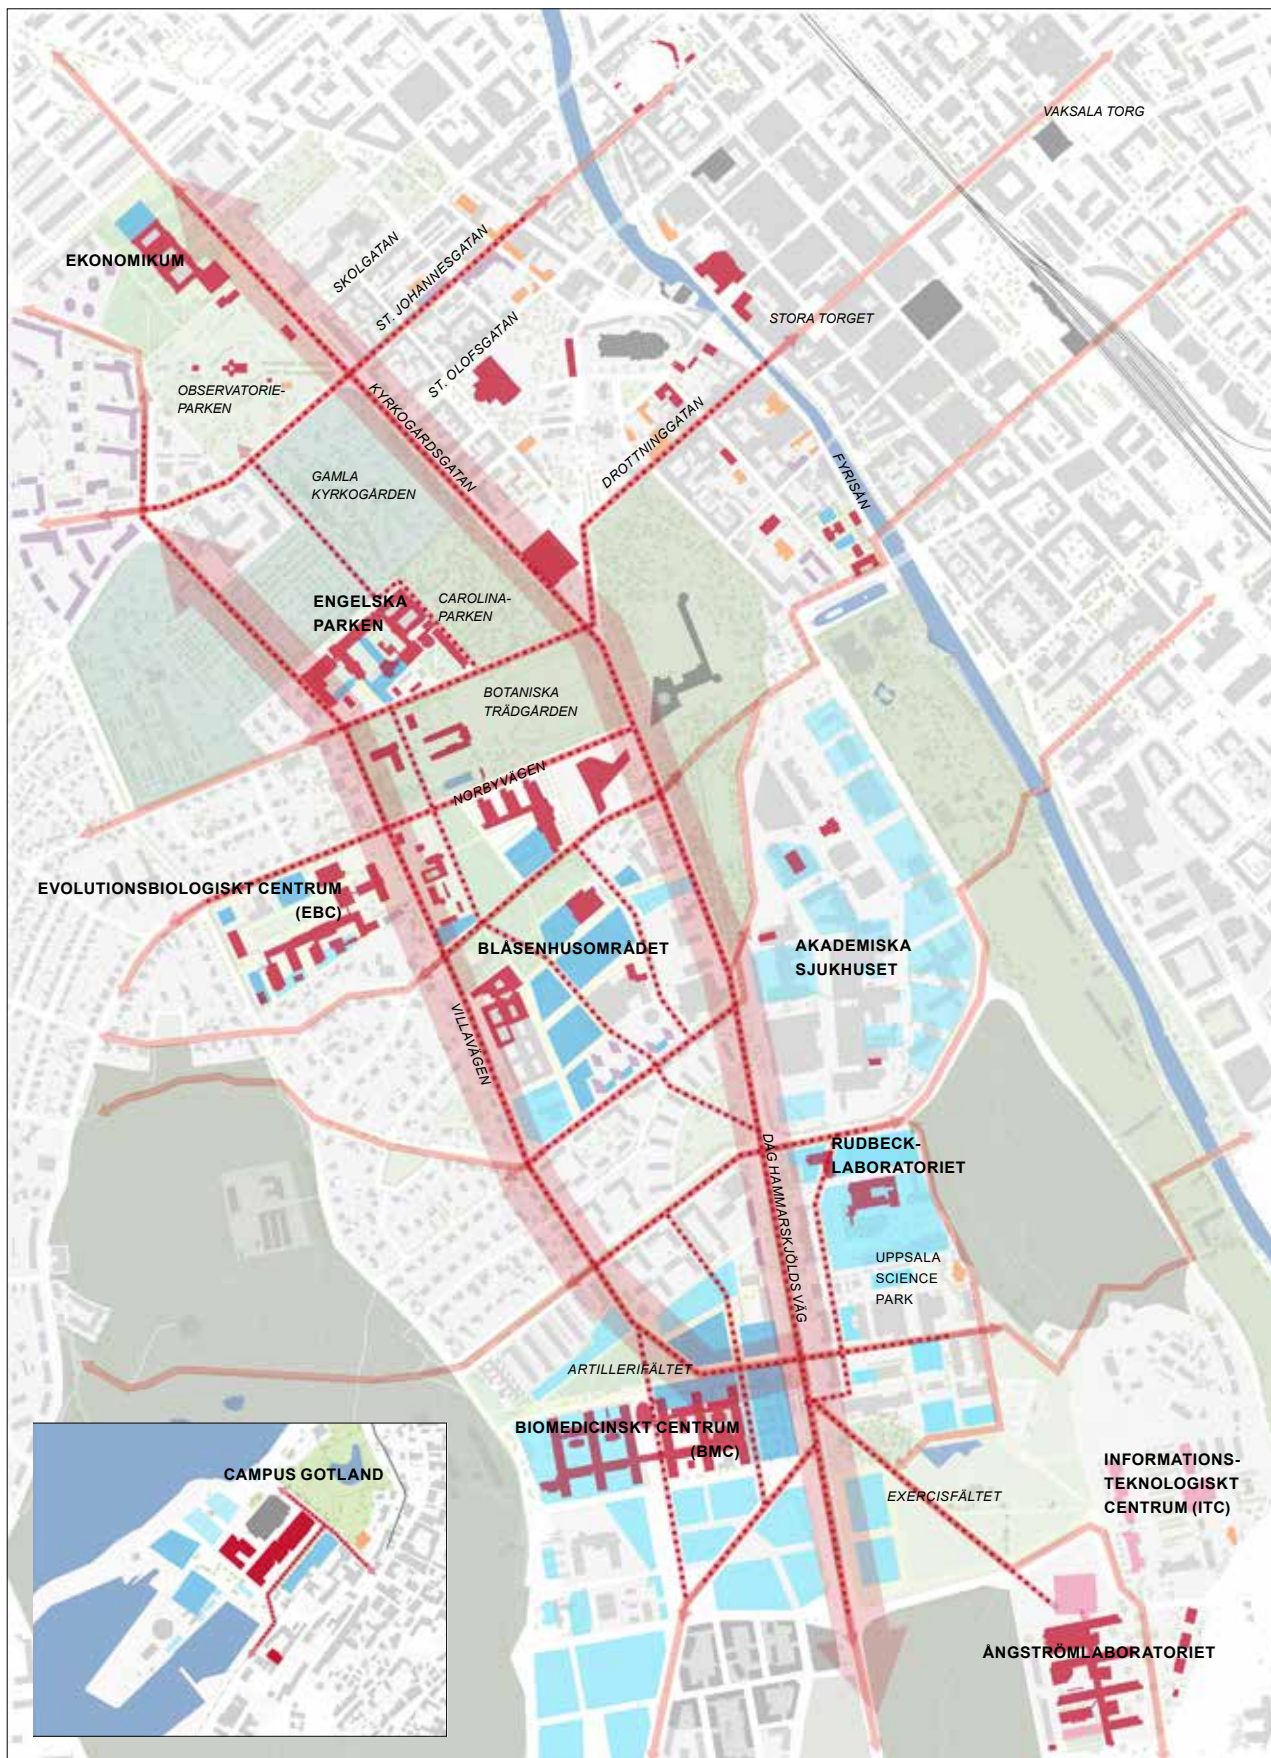 VAKSALA TORG
EKONOMIKUM
SKOLGATAN
ST. JOHANNESGATAN
ST. OLOFSGATAN
STORA TORGET
OBSERVATORIE-
PARKEN
KYRKOGÅRDSGATAN
DROTTNINGGATAN
FYRISÅN
GAMLA
KYRKOGÅRDEN
ENGELSKA
PARKEN
CAROLINA-
PARKEN
BOTANISKA
TRÄDGÅRDEN
NORBYVÄGEN
EVOLUTIONSBIOLOGISKT CENTRUM
(EBC)
BLÅSENHUSOMRÅDET
AKADEMISKA
SJUKHUSET
VILLAVÄGEN
DAG HAMMARSKJÖLDS VÄG
RUDBECK-
LABORATORIET
UPPSALA
SCIENCE
PARK
ARTILLERIFÄLTET
BIOMEDICINSKT CENTRUM
(BMC)
CAMPUS GOTLAND
EXERCISFÄLTET
INFORMATIONS-
TEKNOLOGISKT
CENTRUM (ITC)
ÅNGSTRÖMLABORATORIET